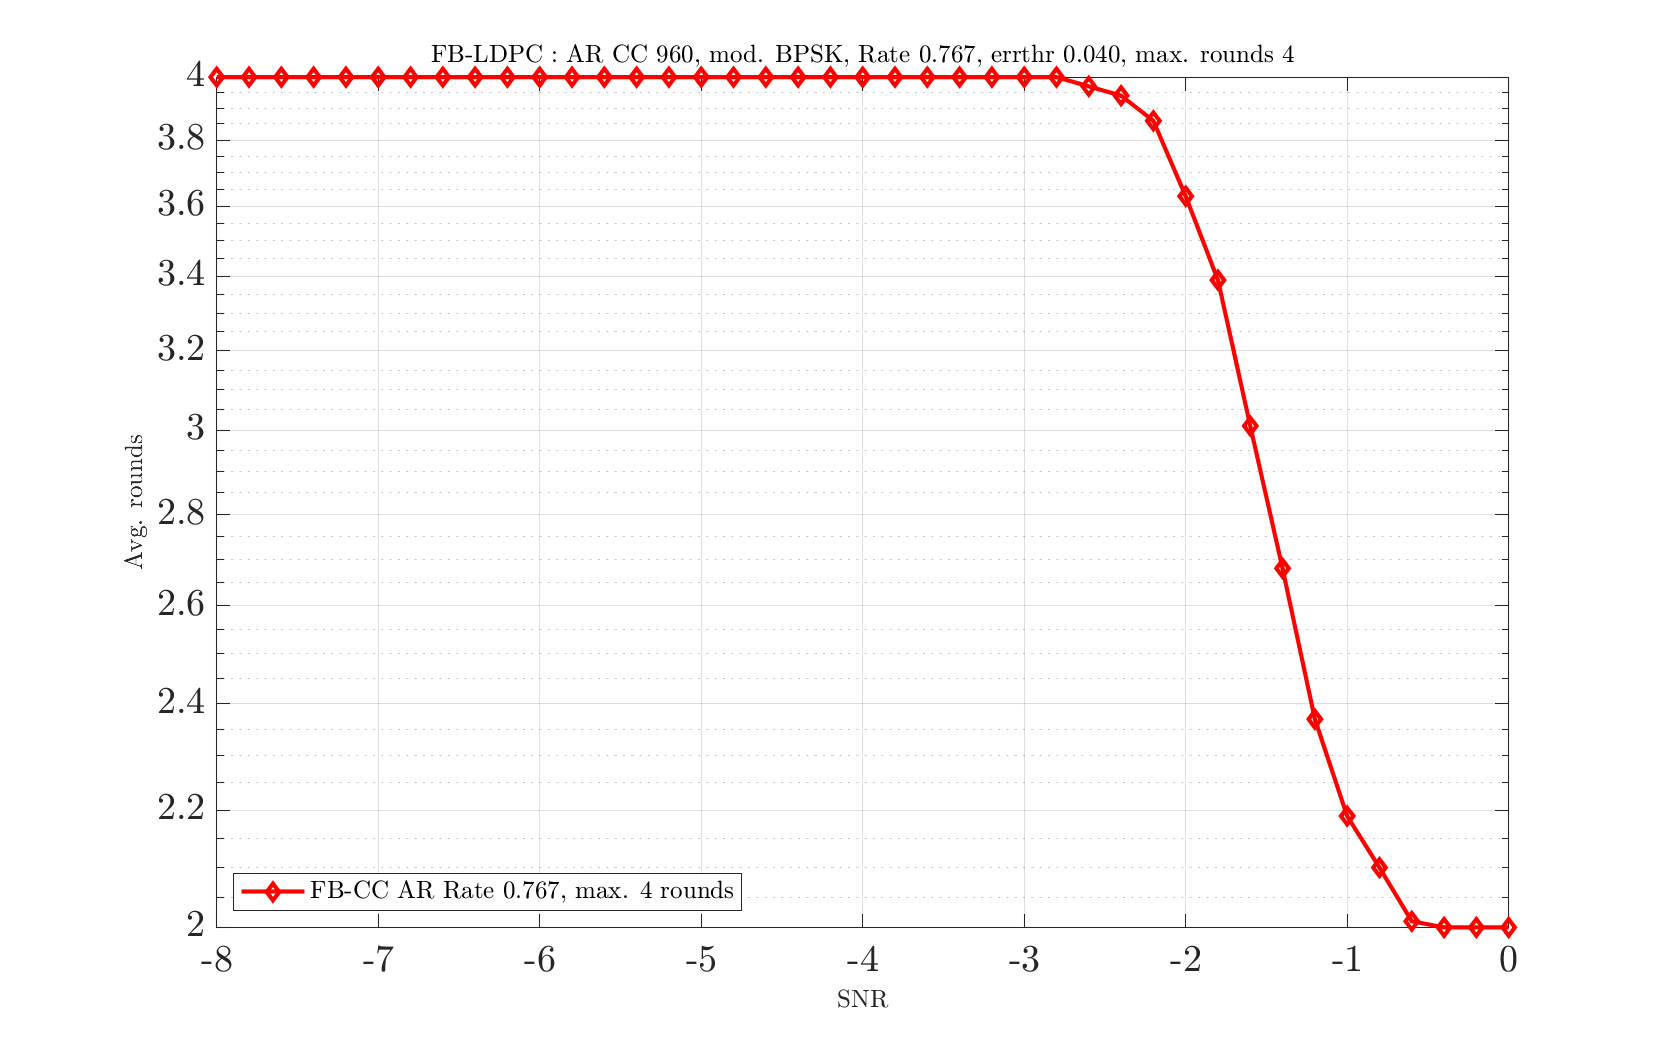 FB-LDPC : AR CC 960, mod. BPSK, Rate 0.767, errthr 0.040, max. rounds 4
4
3.8
3.6
3.4
3.2
3
2.8
2.6
2.4
2.2
2
Avg. rounds
FB-CC AR Rate 0.767, max. 4 rounds
-8 -7 -6 -5 -4 -3 -2 -1 0
SNR